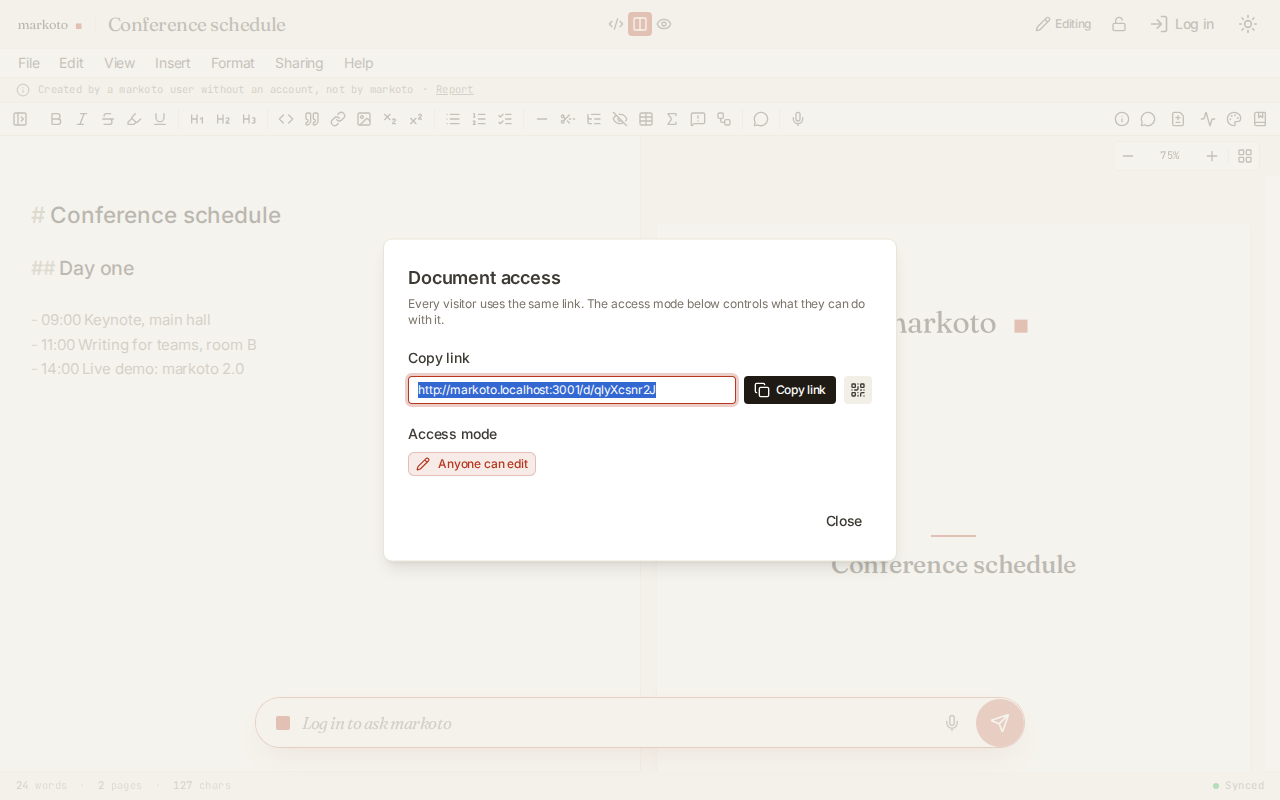 markoto
Conference schedule
Editing
Log in
File Edit View Insert Format Sharing Help
Created by a markoto user without an account, not by markoto · Report
B I S U H1 H2 H3 X2 X2
75%
# Conference schedule
## Day one
- 09:00 Keynote, main hall
- 11:00 Writing for teams, room B
- 14:00 Live demo: markoto 2.0
Document access
Every visitor uses the same link. The access mode below controls what they can do
with it.
Copy link
http://markoto.localhost:3001/d/qlyXcsnr2J
Copy link
Access mode
Anyone can edit
Close
markoto
Conference schedule
Log in to ask markoto
24 words · 2 pages · 127 chars
Synced